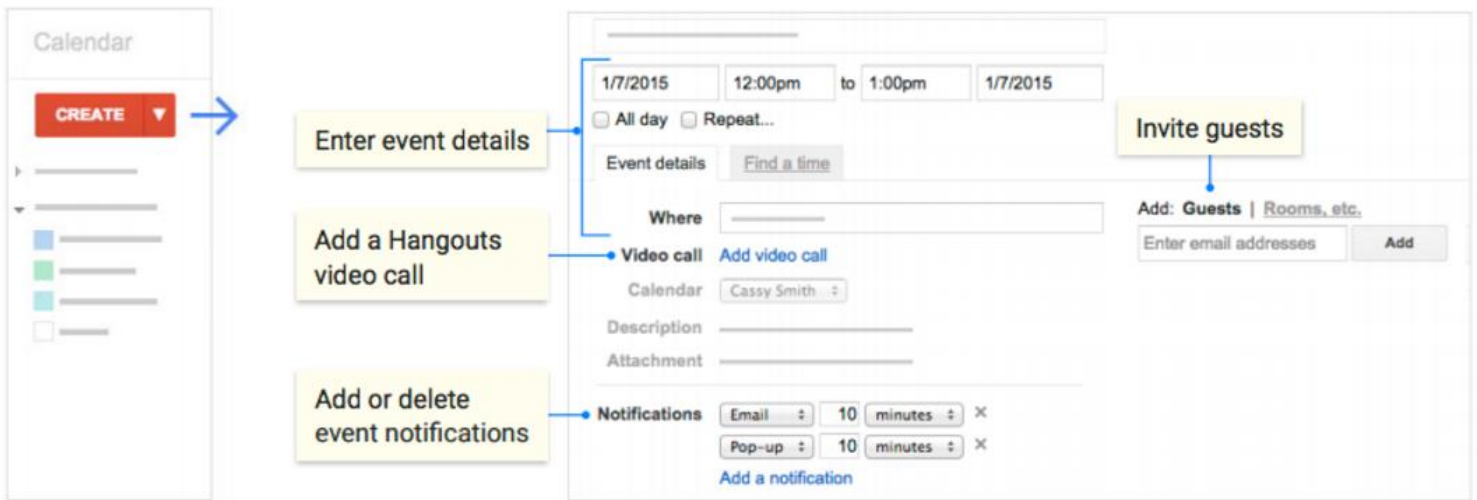 Calendar
CREATE
1/7/2015 12:00pm to 1:00pm 1/7/2015
All day Repeat...
Enter event details
Event details Find a time
Invite guests
Where
Add: Guests | Rooms, etc.
Enter email addresses Add
Add a Hangouts
video call
Video call Add video call
Calendar Cassy Smith
Description
Attachment
Add or delete
event notifications
Notifications Email 10 minutes ×
Pop-up 10 minutes ×
Add a notification